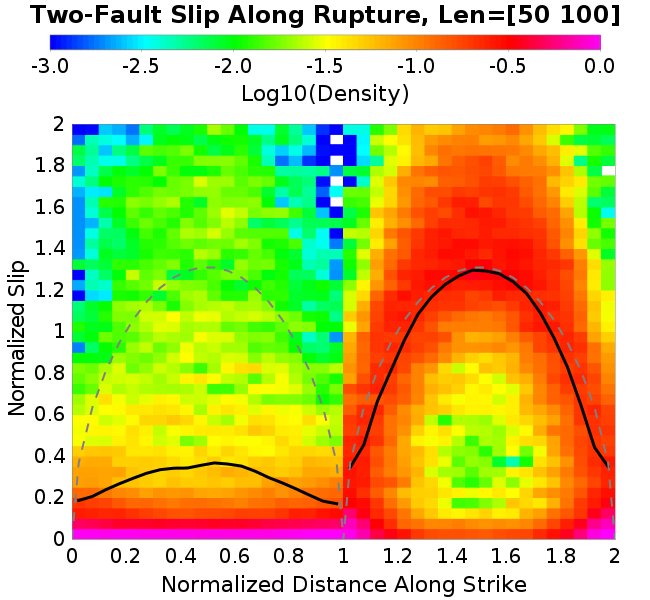 Two-Fault Slip Along Rupture, Len=[50 100]
-3.0 -2.5 -2.0 -1.5 -1.0 -0.5 0.0
Log10(Density)
Normalized Slip
2
1.8
1.6
1.4
1.2
1
0.8
0.6
0.4
0.2
0
0 0.2 0.4 0.6 0.8 1 1.2 1.4 1.6 1.8 2
Normalized Distance Along Strike